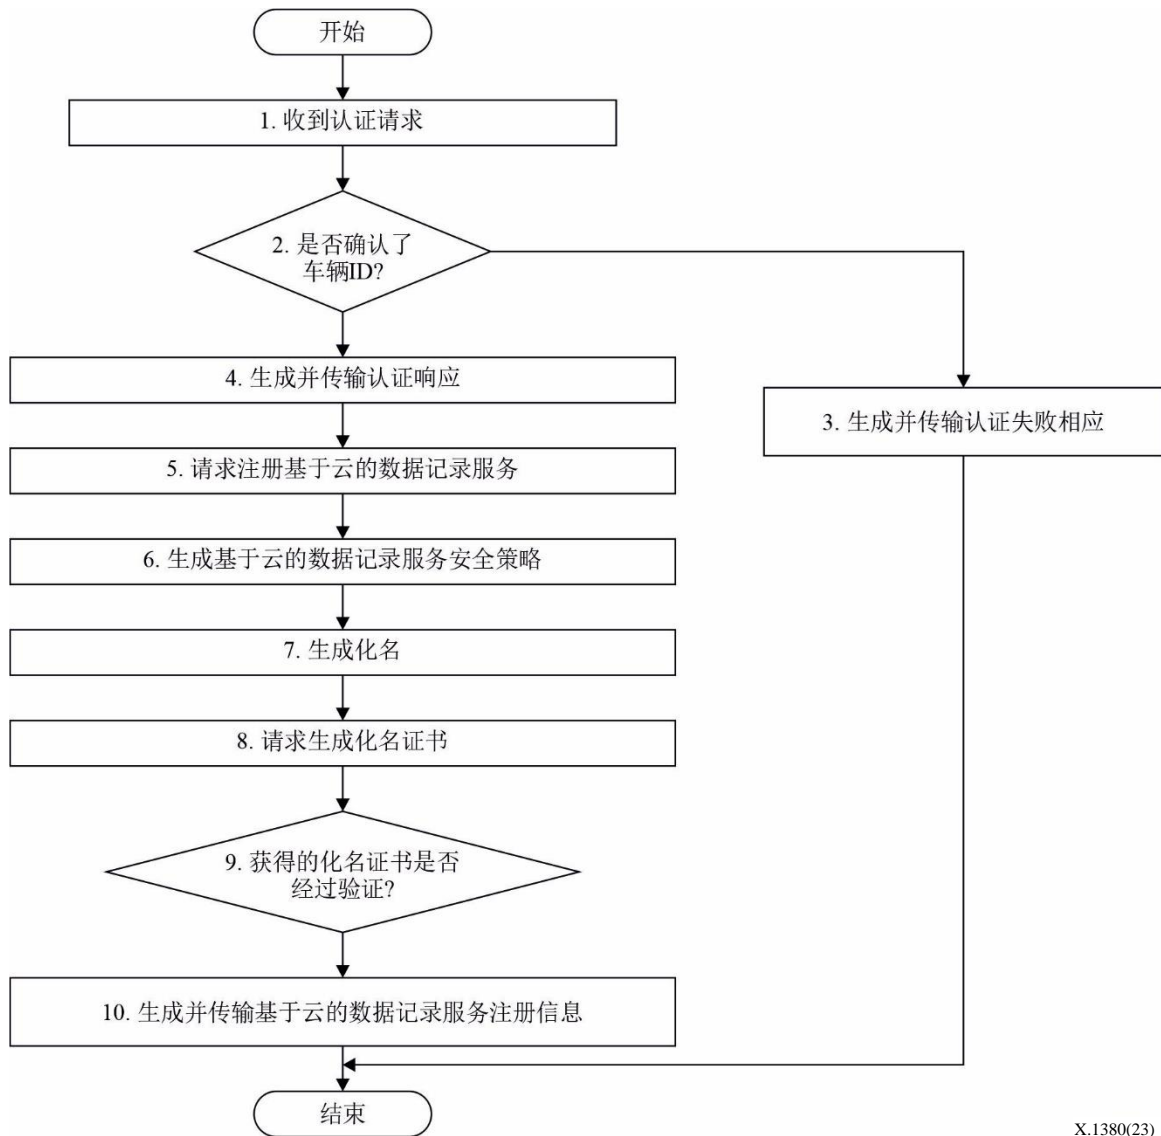 开始
1. 收到认证请求
2. 是否确认了
车辆ID?
4. 生成并传输认证响应
3. 生成并传输认证失败相应
5. 请求注册基于云的数据记录服务
6. 生成基于云的数据记录服务安全策略
7. 生成化名
8. 请求生成化名证书
9. 获得的化名证书是否
经过验证?
10. 生成并传输基于云的数据记录服务注册信息
结束
X.1380(23)